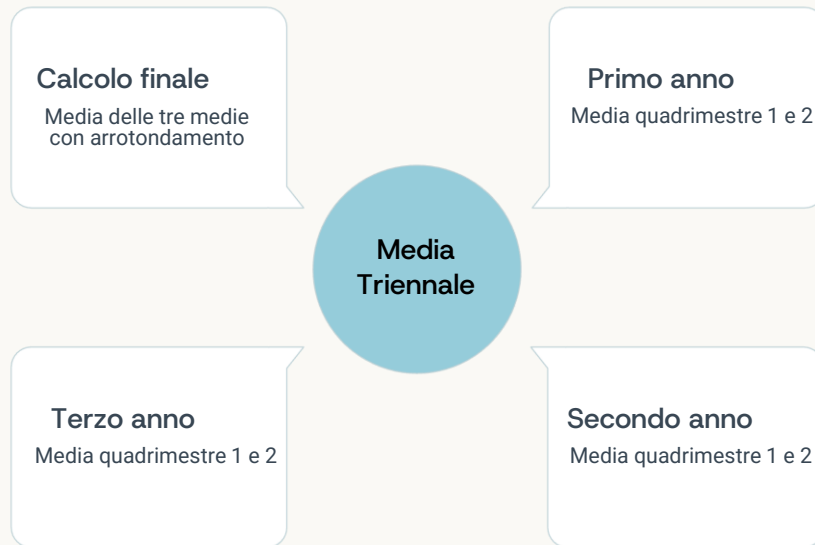 Calcolo finale
Media delle tre medie
con arrotondamento
Primo anno
Media quadrimestre 1 e 2
Media
Triennale
Terzo anno
Media quadrimestre 1 e 2
Secondo anno
Media quadrimestre 1 e 2